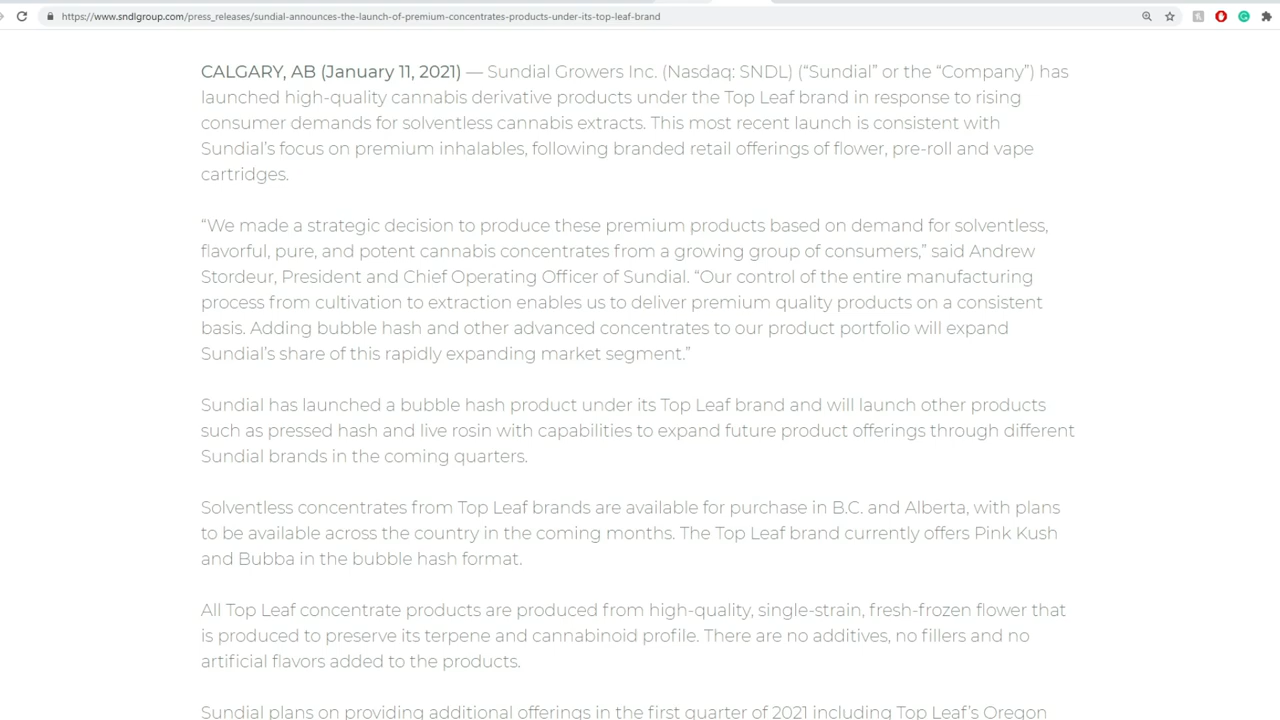 https://www.sndlgroup.com/press_releases/sundial-announces-the-launch-of-premium-concentrates-products-under-its-top-leaf-brand
CALGARY, AB (January 11, 2021) — Sundial Growers Inc. (Nasdaq: SNDL) (“Sundial” or the “Company”) has
launched high-quality cannabis derivative products under the Top Leaf brand in response to rising
consumer demands for solventless cannabis extracts. This most recent launch is consistent with
Sundial’s focus on premium inhalables, following branded retail offerings of flower, pre-roll and vape
cartridges.
“We made a strategic decision to produce these premium products based on demand for solventless,
flavorful, pure, and potent cannabis concentrates from a growing group of consumers,” said Andrew
Stordeur, President and Chief Operating Officer of Sundial. “Our control of the entire manufacturing
process from cultivation to extraction enables us to deliver premium quality products on a consistent
basis. Adding bubble hash and other advanced concentrates to our product portfolio will expand
Sundial’s share of this rapidly expanding market segment.”
Sundial has launched a bubble hash product under its Top Leaf brand and will launch other products
such as pressed hash and live rosin with capabilities to expand future product offerings through different
Sundial brands in the coming quarters.
Solventless concentrates from Top Leaf brands are available for purchase in B.C. and Alberta, with plans
to be available across the country in the coming months. The Top Leaf brand currently offers Pink Kush
and Bubba in the bubble hash format.
All Top Leaf concentrate products are produced from high-quality, single-strain, fresh-frozen flower that
is produced to preserve its terpene and cannabinoid profile. There are no additives, no fillers and no
artificial flavors added to the products.
Sundial plans on providing additional offerings in the first quarter of 2021 including Top Leaf’s Oregon